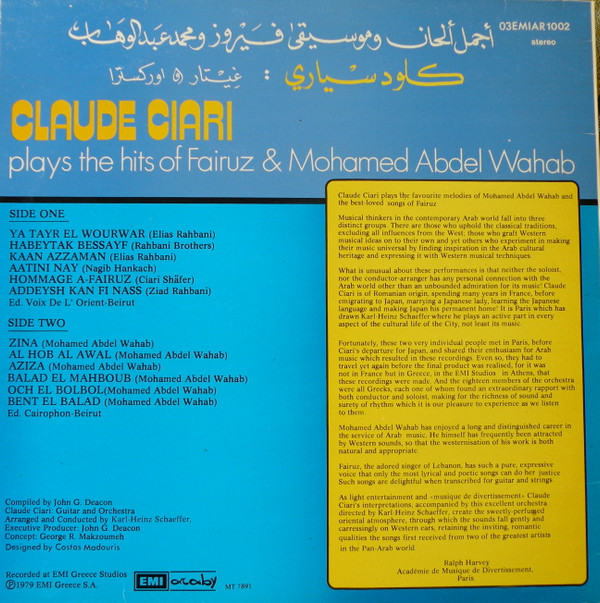 أجمل ألحان وموسيقى فيروز ومحمد عبد الوهاب
03EMIAR1002
stereo
كلود سياري : غيتار و اوركسترا
CLAUDE CIARI
plays the hits of Fairuz & Mohamed Abdel Wahab
SIDE ONE
YA TAYR EL WOURWAR (Elias Rahbani)
HABEYTAK BESSAYF (Rahbani Brothers)
KAAN AZZAMAN (Elias Rahbani)
AATINI NAY (Nagib Hankach)
HOMMAGE A-FAIRUZ (Ciari Shäfer)
ADDEYSH KAN FI NASS (Ziad Rahbani)
Ed. Voix De L' Orient-Beirut
SIDE TWO
ZINA (Mohamed Abdel Wahab)
AL HOB AL AWAL (Mohamed Abdel Wahab)
AZIZA (Mohamed Abdel Wahab)
BALAD EL MAHBOUB (Mohamed Abdel Wahab)
OCH EL BOLBOL(Mohamed Abdel Wahab)
BENT EL BALAD (Mohamed Abdel Wahab)
Ed. Cairophon-Beirut
Compiled by John G. Deacon
Claude Ciari: Guitar and Orchestra
Arranged and Conducted by Karl-Heinz Schaeffer,
Executive Producer: John G. Deacon
Concept: George R. Makzoumeh
Designed by Costas Madouris
Recorded at EMI Greece Studios
Ⓟ1979 EMI Greece S.A.
EMI araby
MT 7891
Claude Ciari plays the favourite melodies of Mohamed Abdel Wahab and
the best-loved songs of Fairuz
Musical thinkers in the contemporary Arab world fall into three
distinct groups. There are those who uphold the classical traditions,
excluding all influences from the West; those who graft Western
musical ideas on to their own and yet others who experiment in making
their music universal by finding inspiration in the Arab cultural
heritage and expressing it with Western musical techniques.
What is unusual about these performances is that neither the soloist,
nor the conductor-arranger has any personal connection with the
Arab world other than an unbounded admiration for its music! Claude
Ciari is of Romanian origin, spending many years in France, before
emigrating to Japan, marrying a Japanese lady, learning the Japanese
language and making Japan his permanent home! It is Paris which has
drawn Karl-Heinz Schaeffer where he plays an active part in every
aspect of the cultural life of the City, not least its music.
Fortunately, these two very individual people met in Paris, before
Ciari's departure for Japan, and shared their enthusiasm for Arab
music which resulted in these recordings. Even so, they had to
travel yet again before the final product was realised, for it was
not in France but in Greece, in the EMI Studios in Athens, that
these recordings were made. And the eighteen members of the orchestra
were all Greeks, each one of whom found an extraordinary rapport with
both conductor and soloist, making for the richness of sound and
surety of rhythm which it is our pleasure to experience as we listen
to them.
Mohamed Abdel Wahab has enjoyed a long and distinguished career in
the service of Arab music. He himself has frequently been attracted
by Western sounds, so that the westernisation of his work is both
natural and appropriate.
Fairuz, the adored singer of Lebanon, has such a pure, expressive
voice that only the most lyrical and poetic songs can do her justice
Such songs are delightful when transcribed for guitar and strings
As light entertainment and «musique de divertissement» Claude
Ciari's interpretations, accompanied by this excellent orchestra
directed by Karl-Heinz Schaeffer, create the sweetly-perfumed
oriental atmosphere, through which the sounds fall gently and
carressingly on Western ears, retaining the inviting, romantic
qualities the songs first received from two of the greatest artists
in the Pan-Arab world
Ralph Harvey
Académie de Musique de Divertissement,
Paris